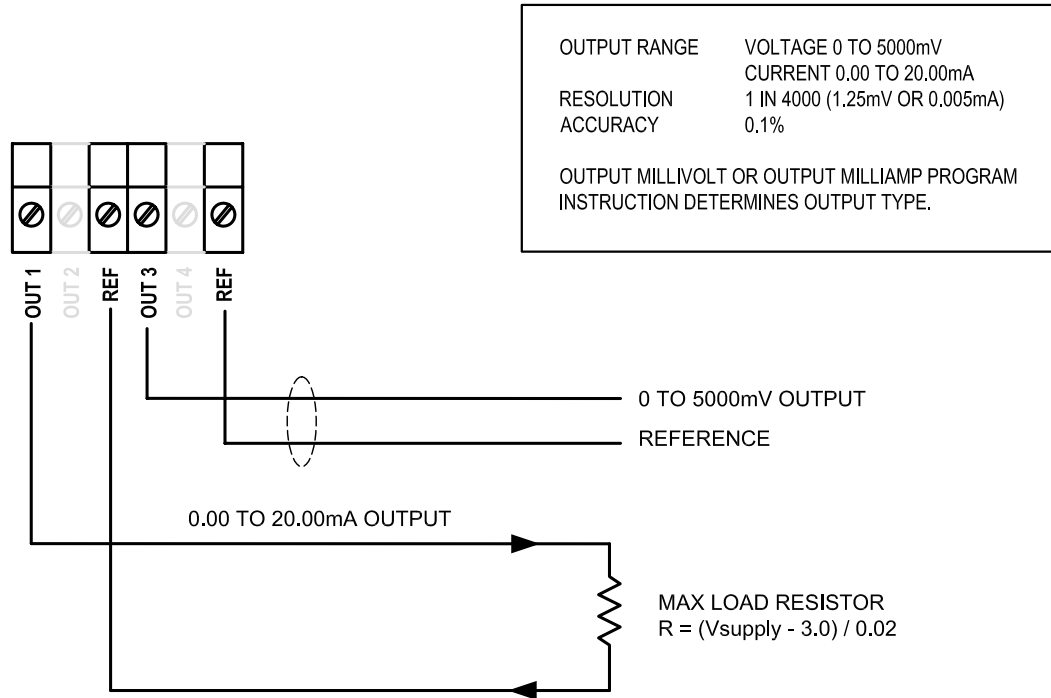 OUTPUT RANGE VOLTAGE 0 TO 5000mV
CURRENT 0.00 TO 20.00mA
RESOLUTION 1 IN 4000 (1.25mV OR 0.005mA)
ACCURACY 0.1%
OUTPUT MILLIVOLT OR OUTPUT MILLIAMP PROGRAM
INSTRUCTION DETERMINES OUTPUT TYPE.
OUT 1
OUT 2
REF
OUT 3
OUT 4
REF
0 TO 5000mV OUTPUT
REFERENCE
0.00 TO 20.00mA OUTPUT
MAX LOAD RESISTOR
R = (Vsupply - 3.0) / 0.02